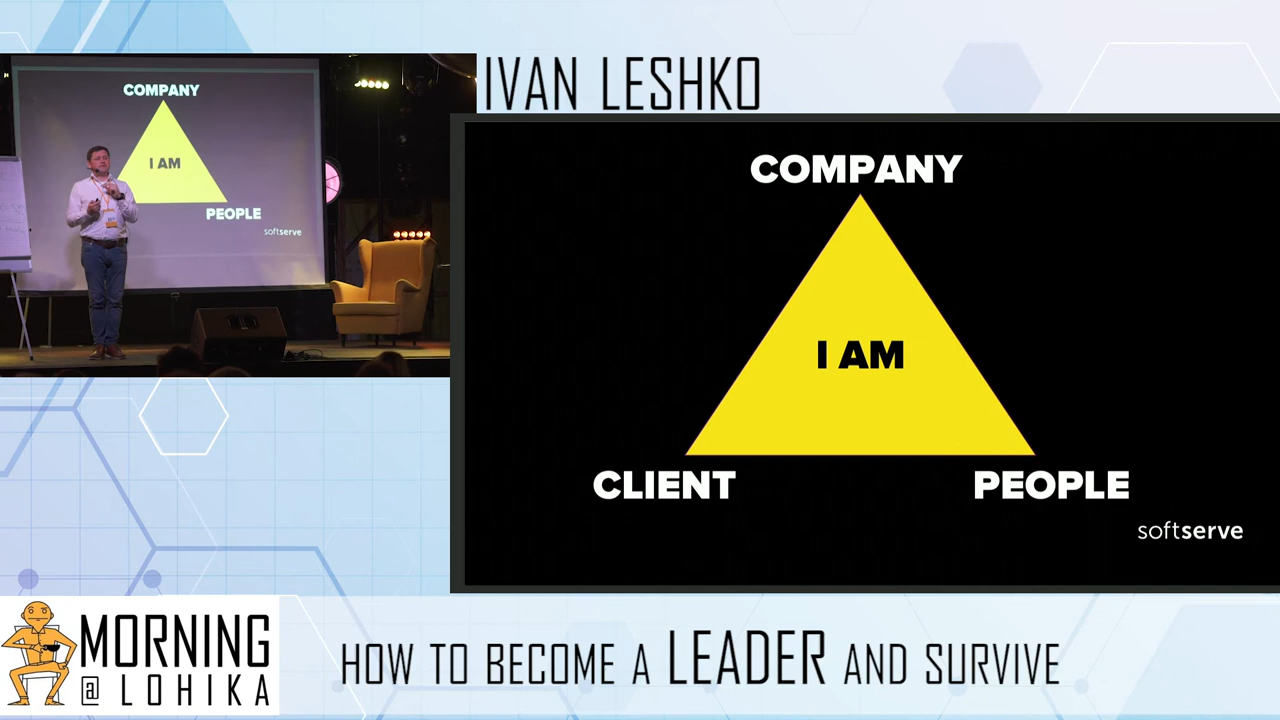 IVAN LESHKO
COMPANY
I AM
PEOPLE
softserve
COMPANY
I AM
CLIENT
PEOPLE
softserve
MORNING
@ LOHIKA
HOW TO BECOME A LEADER AND SURVIVE